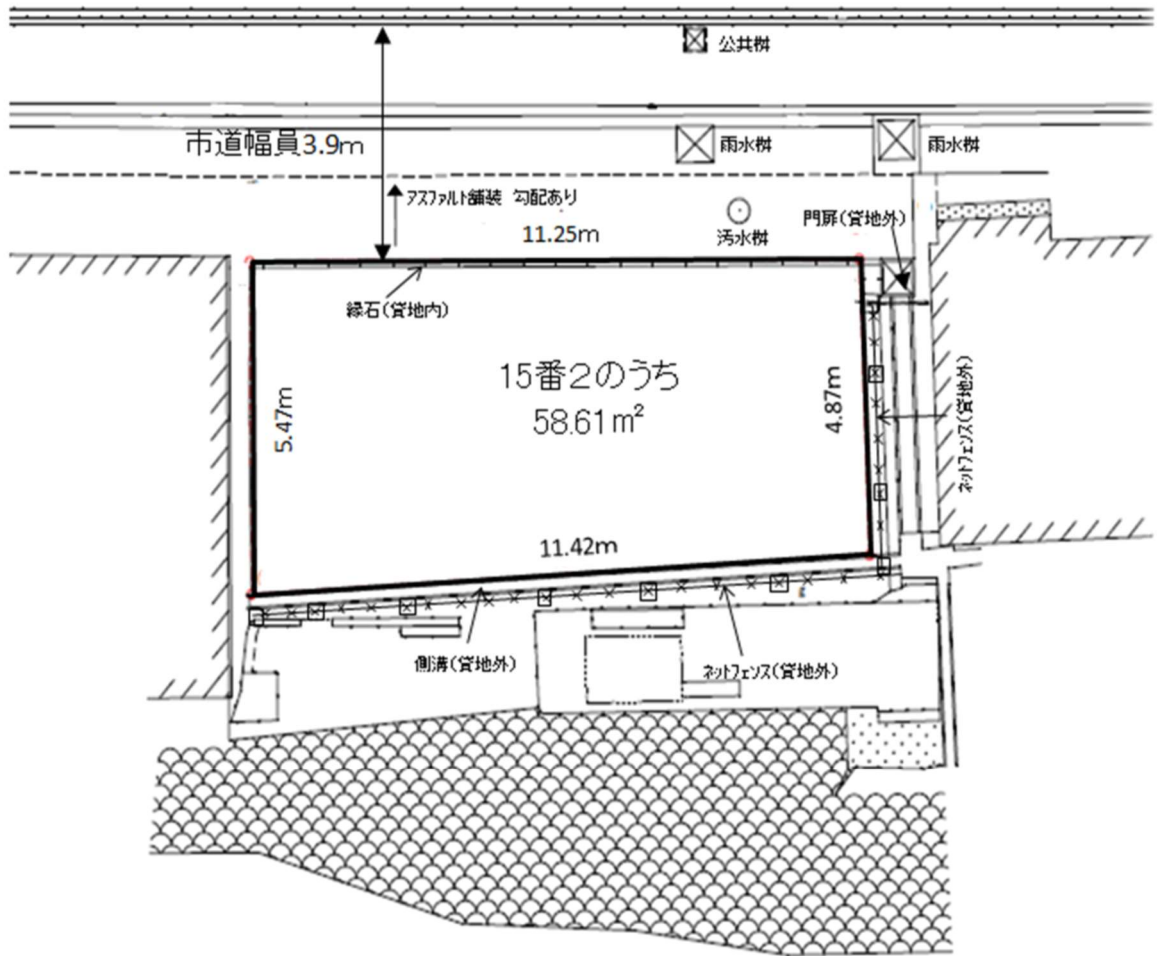 公共桝
市道幅員3.9m
雨水桝
雨水桝
アスファルト舗装 勾配あり
汚水桝
門扉(貸地外)
11.25m
縁石(貸地内)
15番2のうち
58.61㎡
5.47m
4.87m
ネットフェンス(貸地外)
11.42m
側溝(貸地外)
ネットフェンス(貸地外)